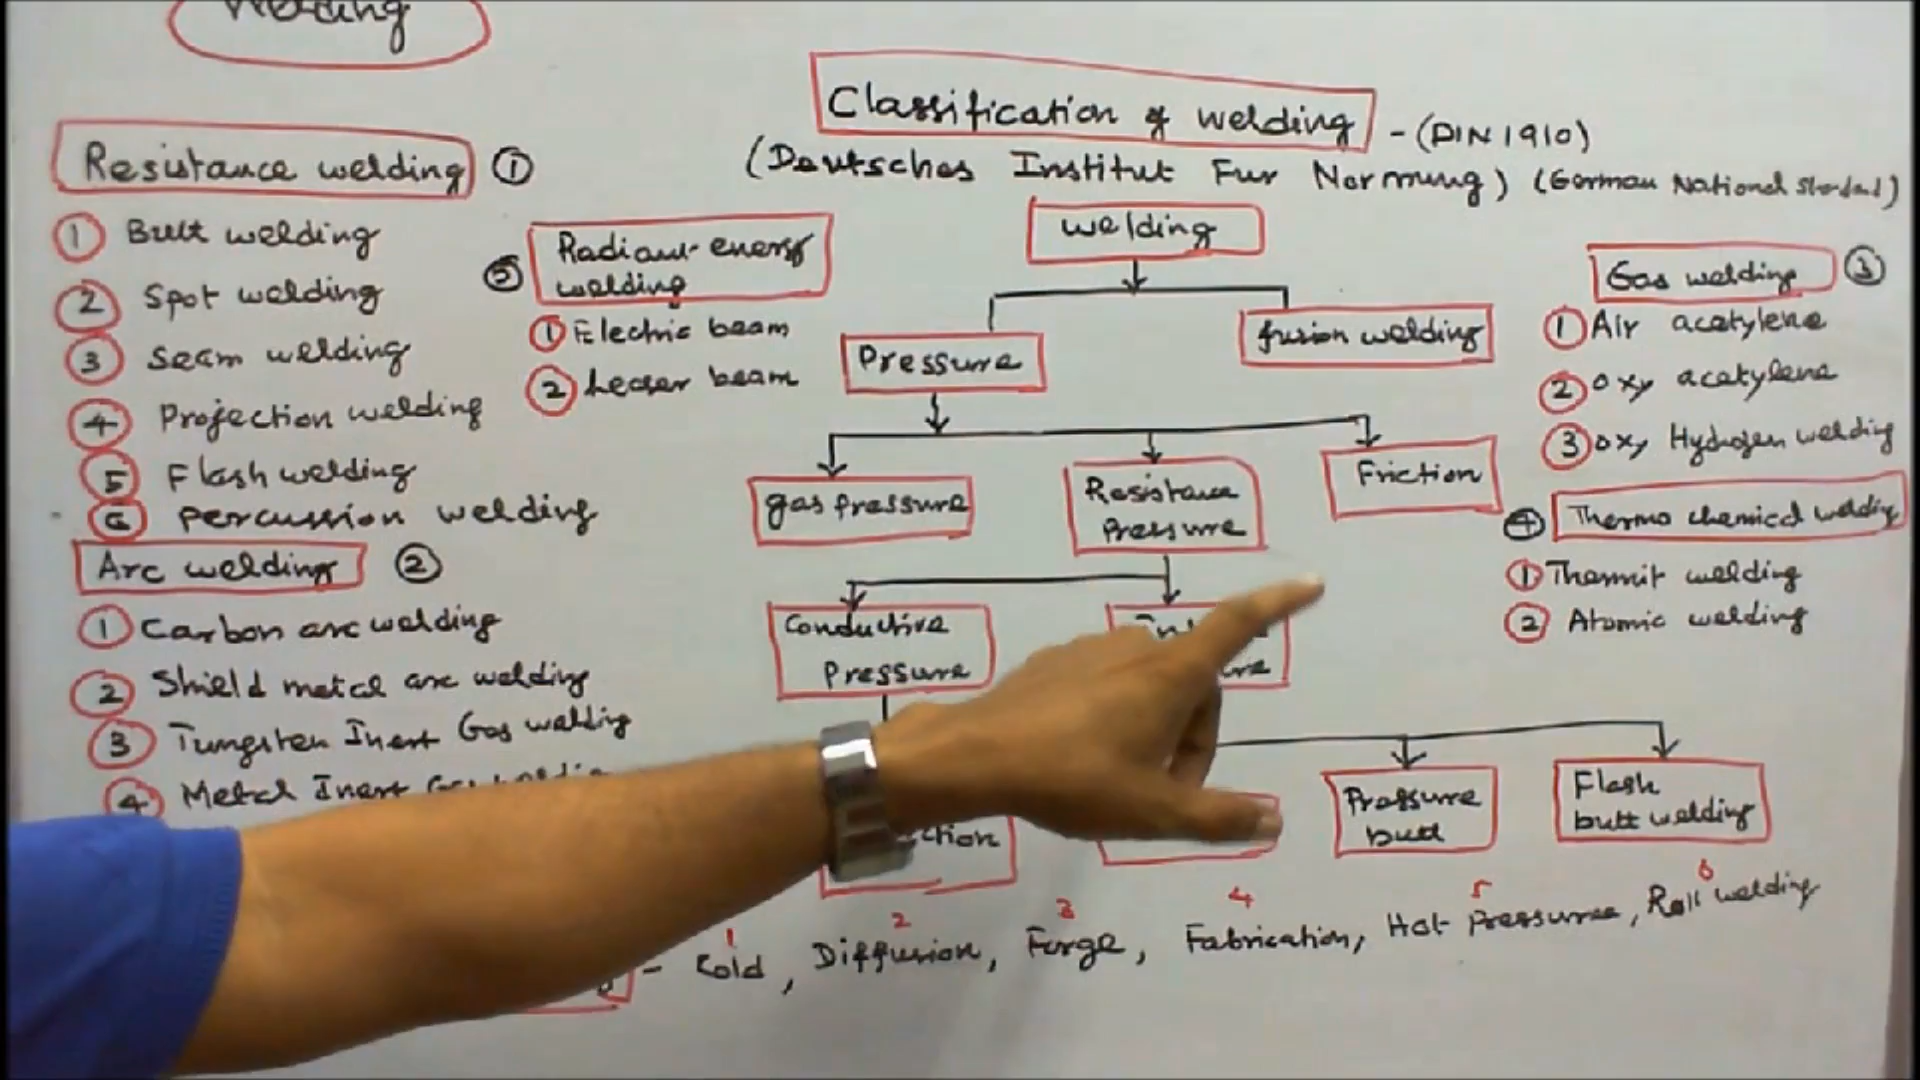 Welding
Resistance welding ①
① Butt welding
② Spot welding
③ Seam welding
④ Projection welding
⑤ Flash welding
⑥ Percussion welding
Arc welding ②
① Carbon arc welding
② Shield metal arc welding
③ Tungsten Inert Gas welding
④ Metal Inert
⑤ Radiant energy
welding
① Electric beam
② Leaser beam
Classification of welding - (DIN 1910)
(Deutsches Institut Fur Normung) (German National Standard)
welding
Pressure
fusion welding
gas pressure
Resistance
Pressure
Friction
Conductive
Pressure
Pressure
butt
Flash
butt welding
Gas welding ③
① Air acetylene
② Oxy acetylene
③ Oxy Hydrogen welding
④ Thermo chemical welding
① Thermit welding
② Atomic welding
1 2 3 4 5 6
- Cold, Diffusion, Forge, Fabrication, Hot Pressures, Roll welding